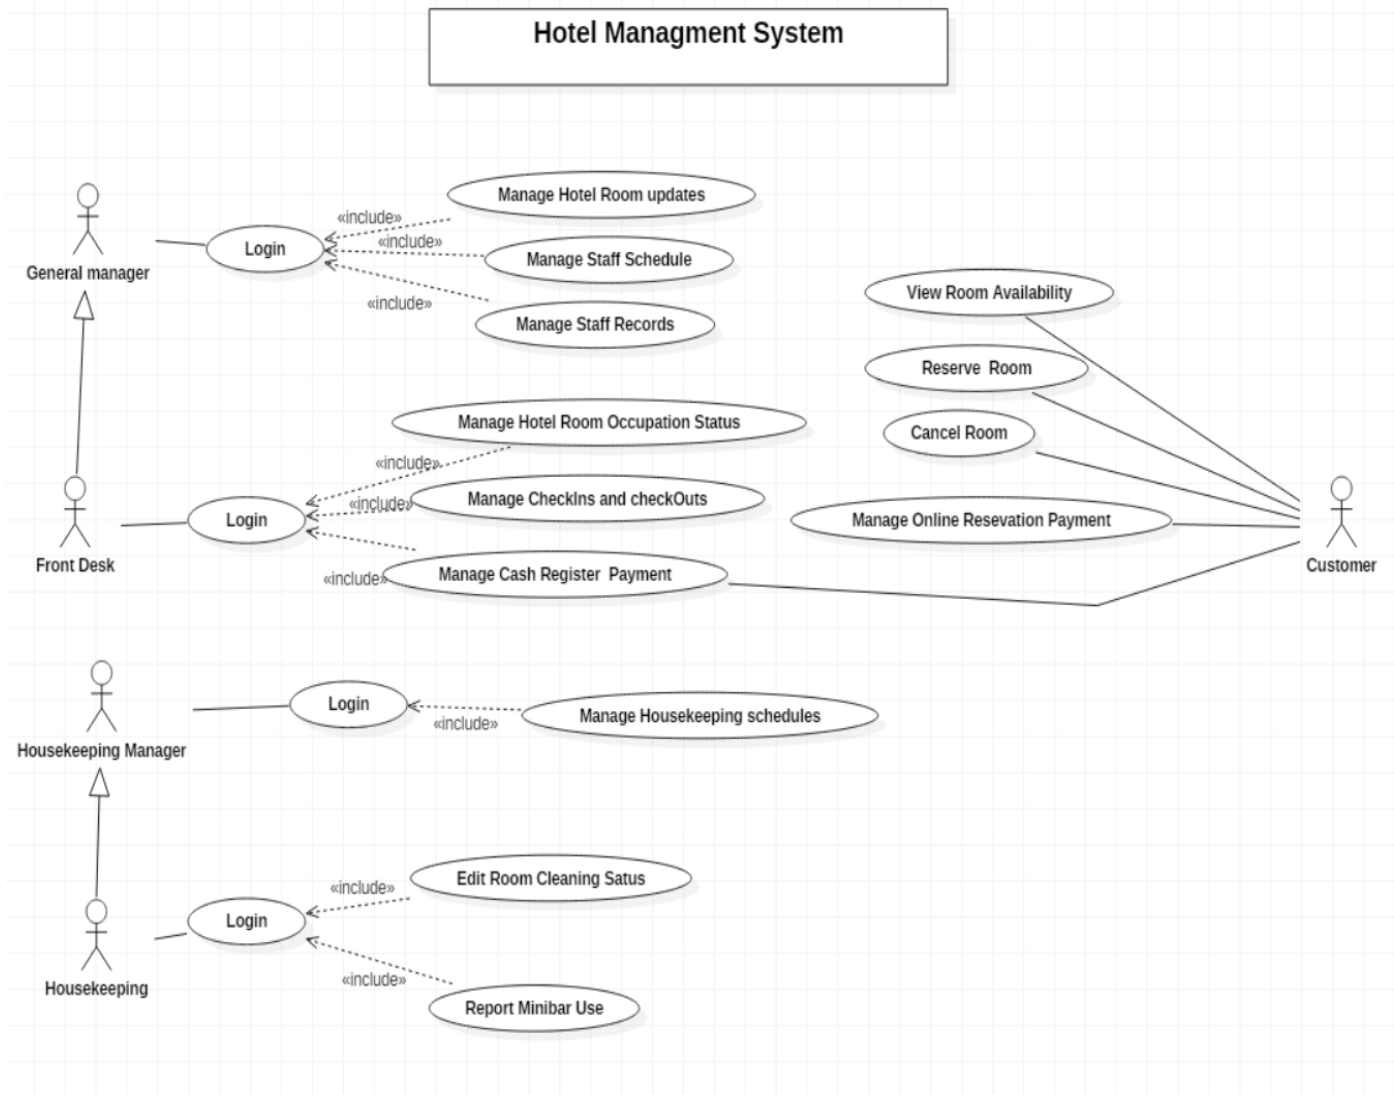 Hotel Managment System
Manage Hotel Room updates
«include»
«include»
Login
Manage Staff Schedule
General manager
«include»
Manage Staff Records
View Room Availability
Reserve  Room
Manage Hotel Room Occupation Status
Cancel Room
«include»
«include»
Manage CheckIns and checkOuts
Login
Manage Online Resevation Payment
Front Desk
Customer
«include»
Manage Cash Register  Payment
Login
Manage Housekeeping schedules
«include»
Housekeeping Manager
Edit Room Cleaning Satus
«include»
Login
«include»
Housekeeping
Report Minibar Use